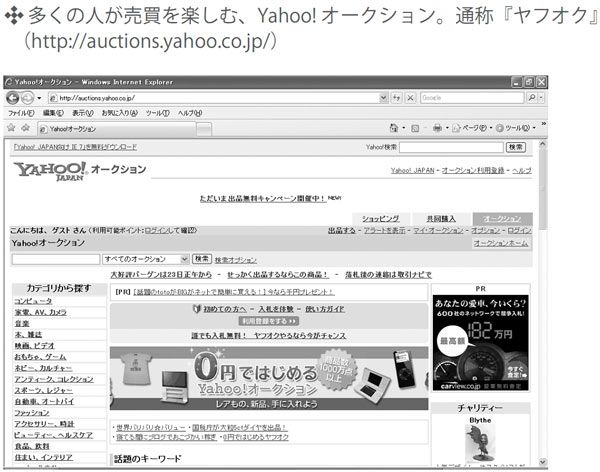 多くの人が売買を楽しむ、Yahoo! オークション。通称『ヤフオク』
（http://auctions.yahoo.co.jp/）
Yahoo!オークション - Windows Internet Explorer
http://auctions.yahoo.co.jp/
Google
ファイル(F) 編集(E) 表示(V) お気に入り(A) ツール(T) ヘルプ(H)
Yahoo!オークション
ページ(P) ツール(O)
「Yahoo! JAPAN向け IE 7」を無料ダウンロード
Yahoo!検索 検索
YAHOO! JAPAN オークション
Yahoo! JAPAN - オークション利用登録 - ヘルプ
ただいま出品無料キャンペーン開催中！ NEW
ショッピング 共同購入 オークション
こんにちは、ゲスト さん (利用可能ポイント:ログインして確認)
出品する - アラートを表示 - マイ・オークション - オプション - ログイン
Yahoo!オークション
オークションホーム
すべてのオークション 検索 検索オプション
大好評バーゲンは23日正午から - せっかく出品するならこの商品！ - 落札後の連絡は取引ナビで
カテゴリから探す
コンピュータ
家電、AV、カメラ
音楽
本、雑誌
映画、ビデオ
おもちゃ、ゲーム
ホビー、カルチャー
アンティーク、コレクション
スポーツ、レジャー
自動車、オートバイ
ファッション
アクセサリー、時計
ビューティー、ヘルスケア
食品、飲料
住まい、インテリア
[PR] 【話題のtotoがBIGがネットで簡単に買える！】今なら千円プレゼント！
初めての方へ - 入札を体験 - 使い方ガイド
利用登録をする
誰でも入札無料！ ヤフオクやるなら今がチャンス
0円ではじめる
Yahoo!オークション
商品数
1000万点
以上
レアもの、新品、手に入れよう
・世界バリバリ☆バリュー ・国税庁が大粒5ctダイヤを出品！
・捨てる前にブログでおこづかい稼ぎ ・0円ではじめるヤフオク
話題のキーワード
PR
あなたの愛車、今いくら？
600社のネットワークで競争入札！
最高額
182万円
今すぐ
carview.co.jp
チャリティー
Blythe